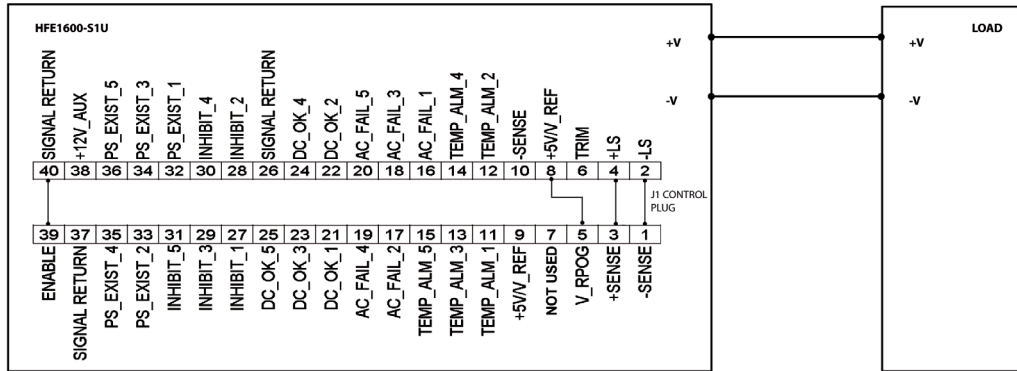 HFE1600-S1U
LOAD
+V
+V
-V
-V
SIGNAL RETURN
+12V_AUX
PS_EXIST_5
PS_EXIST_3
PS_EXIST_1
INHIBIT_4
INHIBIT_2
SIGNAL RETURN
DC_OK_4
DC_OK_2
AC_FAIL_5
AC_FAIL_3
AC_FAIL_1
TEMP_ALM_4
TEMP_ALM_2
-SENSE
+5V/V_REF
TRIM
+LS
-LS
40 38 36 34 32 30 28 26 24 22 20 18 16 14 12 10 8 6 4 2
J1 CONTROL
PLUG
39 37 35 33 31 29 27 25 23 21 19 17 15 13 11 9 7 5 3 1
ENABLE
SIGNAL RETURN
PS_EXIST_4
PS_EXIST_2
INHIBIT_5
INHIBIT_3
INHIBIT_1
DC_OK_5
DC_OK_3
DC_OK_1
AC_FAIL_4
AC_FAIL_2
TEMP_ALM_5
TEMP_ALM_3
TEMP_ALM_1
+5V/V_REF
NOT USED
V_RPOG
+SENSE
-SENSE